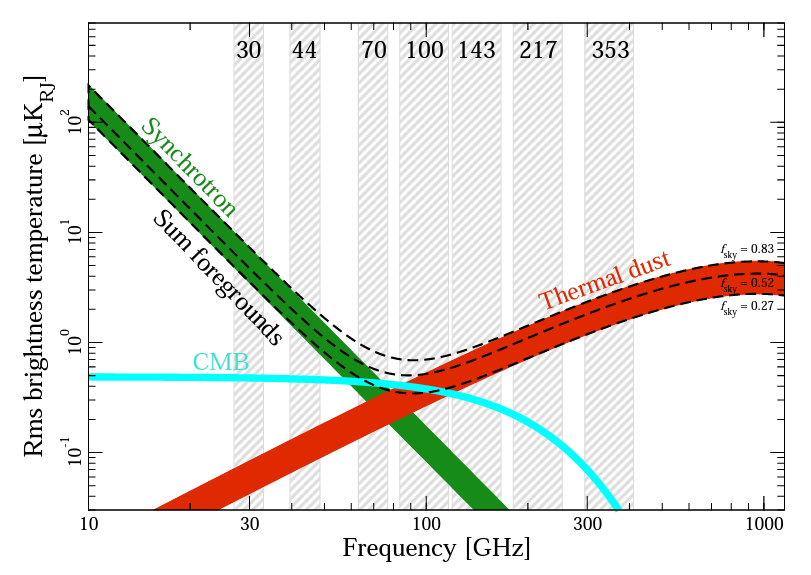 30 44 70 100 143 217 353
Rms brightness temperature [μK_RJ]
10^2
10^1
10^0
10^-1
Synchrotron
Sum foregrounds
CMB
Thermal dust
f_sky = 0.83
f_sky = 0.52
f_sky = 0.27
10 30 100 300 1000
Frequency [GHz]